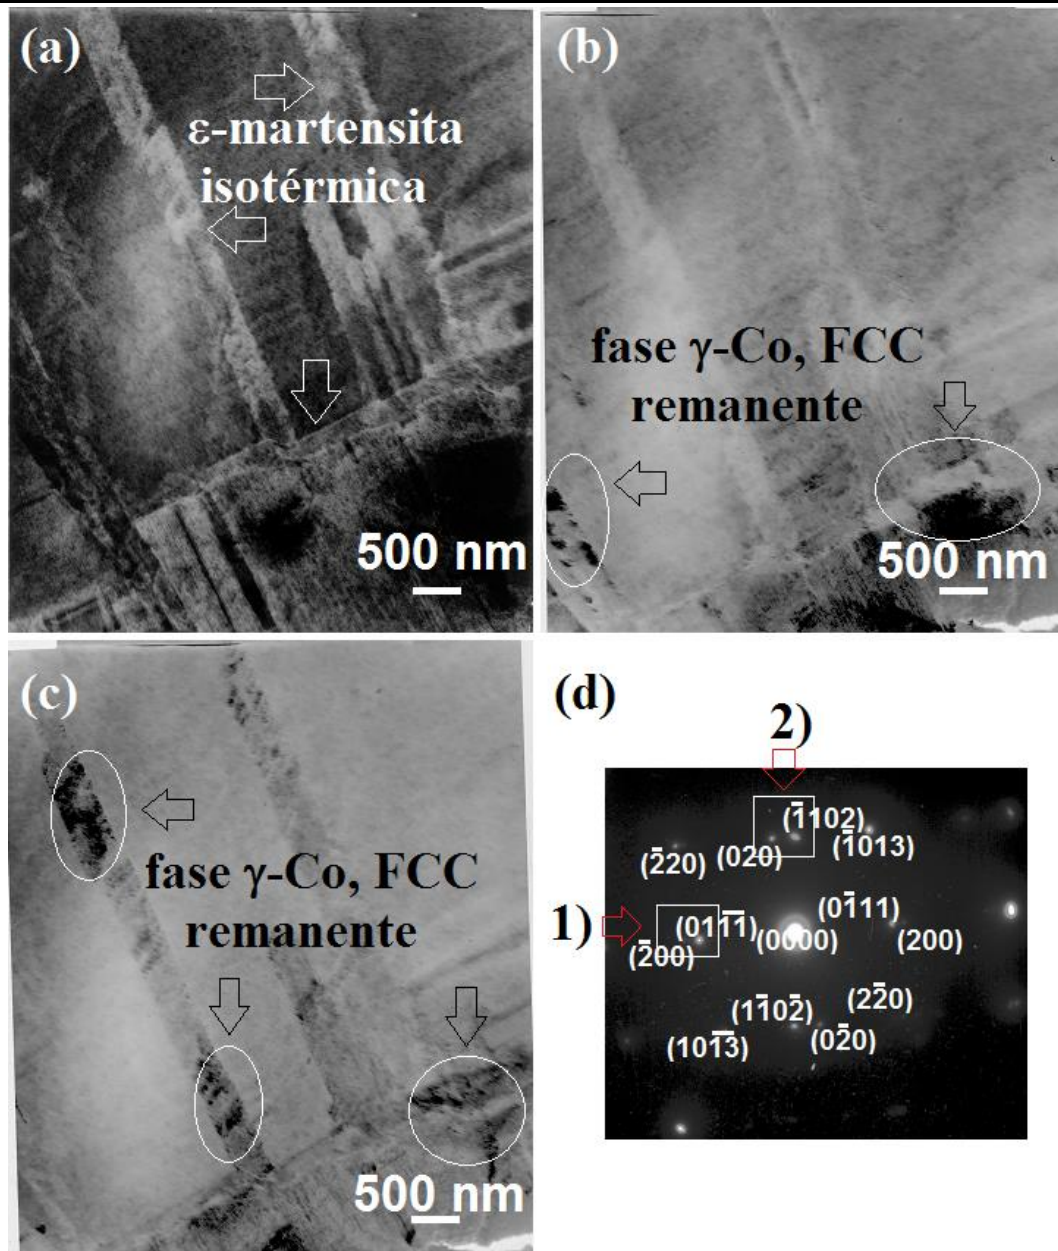 (a)
ε-martensita
isotérmica
500 nm
(b)
fase γ-Co, FCC
remanente
500 nm
(c)
fase γ-Co, FCC
remanente
500 nm
(d)
2)
(1̅102)
(2̅20)
(020)
(1̅013)
1)
(011̅1̅)
(2̅00)
(0000)
(01̅11)
(200)
(11̅02̅)
(22̅0)
(101̅3̅)
(02̅0)